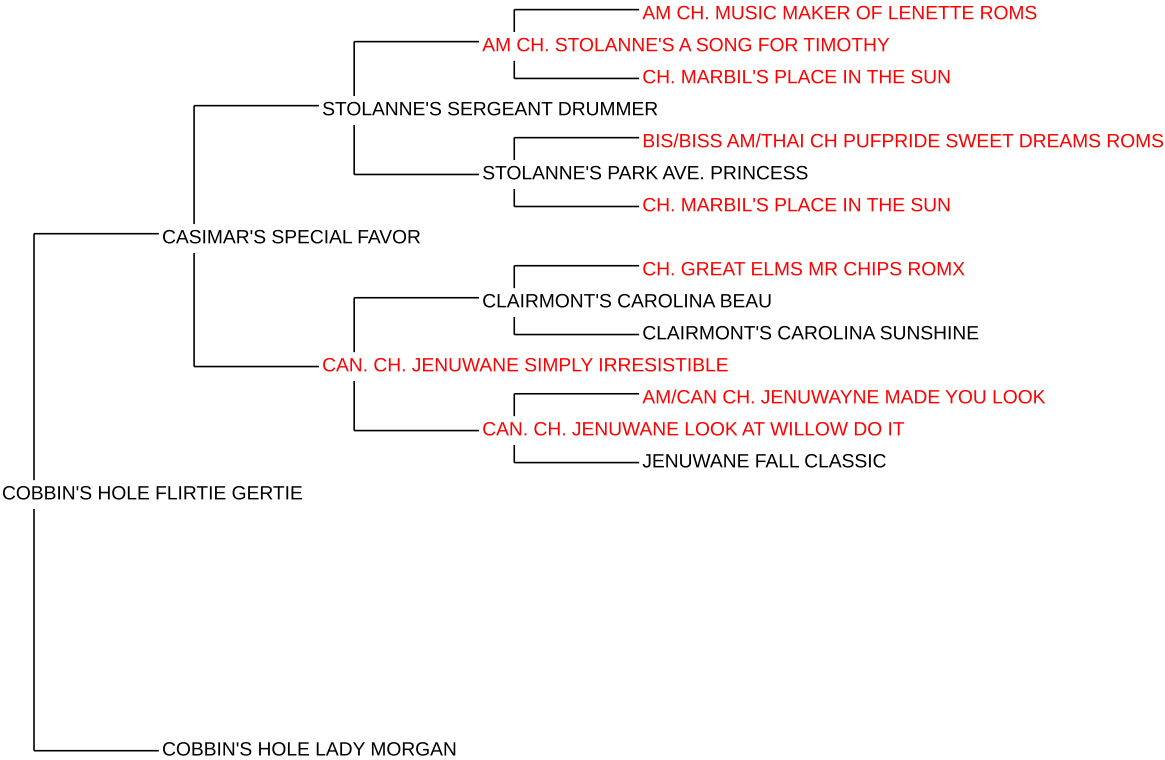 AM CH. MUSIC MAKER OF LENETTE ROMS
AM CH. STOLANNE'S A SONG FOR TIMOTHY
CH. MARBIL'S PLACE IN THE SUN
STOLANNE'S SERGEANT DRUMMER
BIS/BISS AM/THAI CH PUFPRIDE SWEET DREAMS ROMS
STOLANNE'S PARK AVE. PRINCESS
CH. MARBIL'S PLACE IN THE SUN
CASIMAR'S SPECIAL FAVOR
CH. GREAT ELMS MR CHIPS ROMX
CLAIRMONT'S CAROLINA BEAU
CLAIRMONT'S CAROLINA SUNSHINE
CAN. CH. JENUWANE SIMPLY IRRESISTIBLE
AM/CAN CH. JENUWAYNE MADE YOU LOOK
CAN. CH. JENUWANE LOOK AT WILLOW DO IT
JENUWANE FALL CLASSIC
COBBIN'S HOLE FLIRTIE GERTIE
COBBIN'S HOLE LADY MORGAN